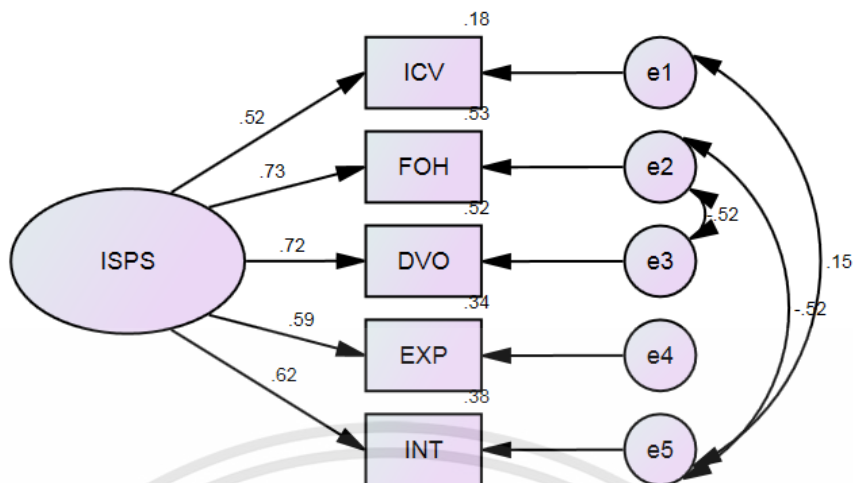 .18
ICV
e1
.52
.53
FOH
e2
.73
.52
-.52
ISPS
.72
DVO
e3
.15
.34
-.52
.59
EXP
e4
.62
.38
INT
e5